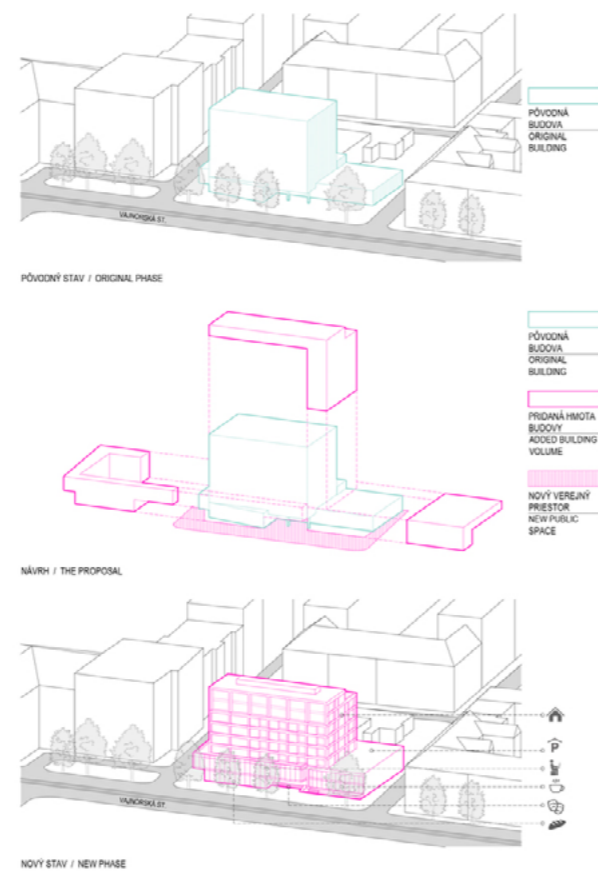 PÔVODNÁ
BUDOVA
ORIGINAL
BUILDING
VAJNORSKÁ ST.
PÔVODNÝ STAV / ORIGINAL PHASE
PÔVODNÁ
BUDOVA
ORIGINAL
BUILDING
PRIDANÁ HMOTA
BUDOVY
ADDED BUILDING
VOLUME
NOVÝ VEREJNÝ
PRIESTOR
NEW PUBLIC
SPACE
NÁVRH / THE PROPOSAL
P
VAJNORSKÁ ST.
NOVÝ STAV / NEW PHASE